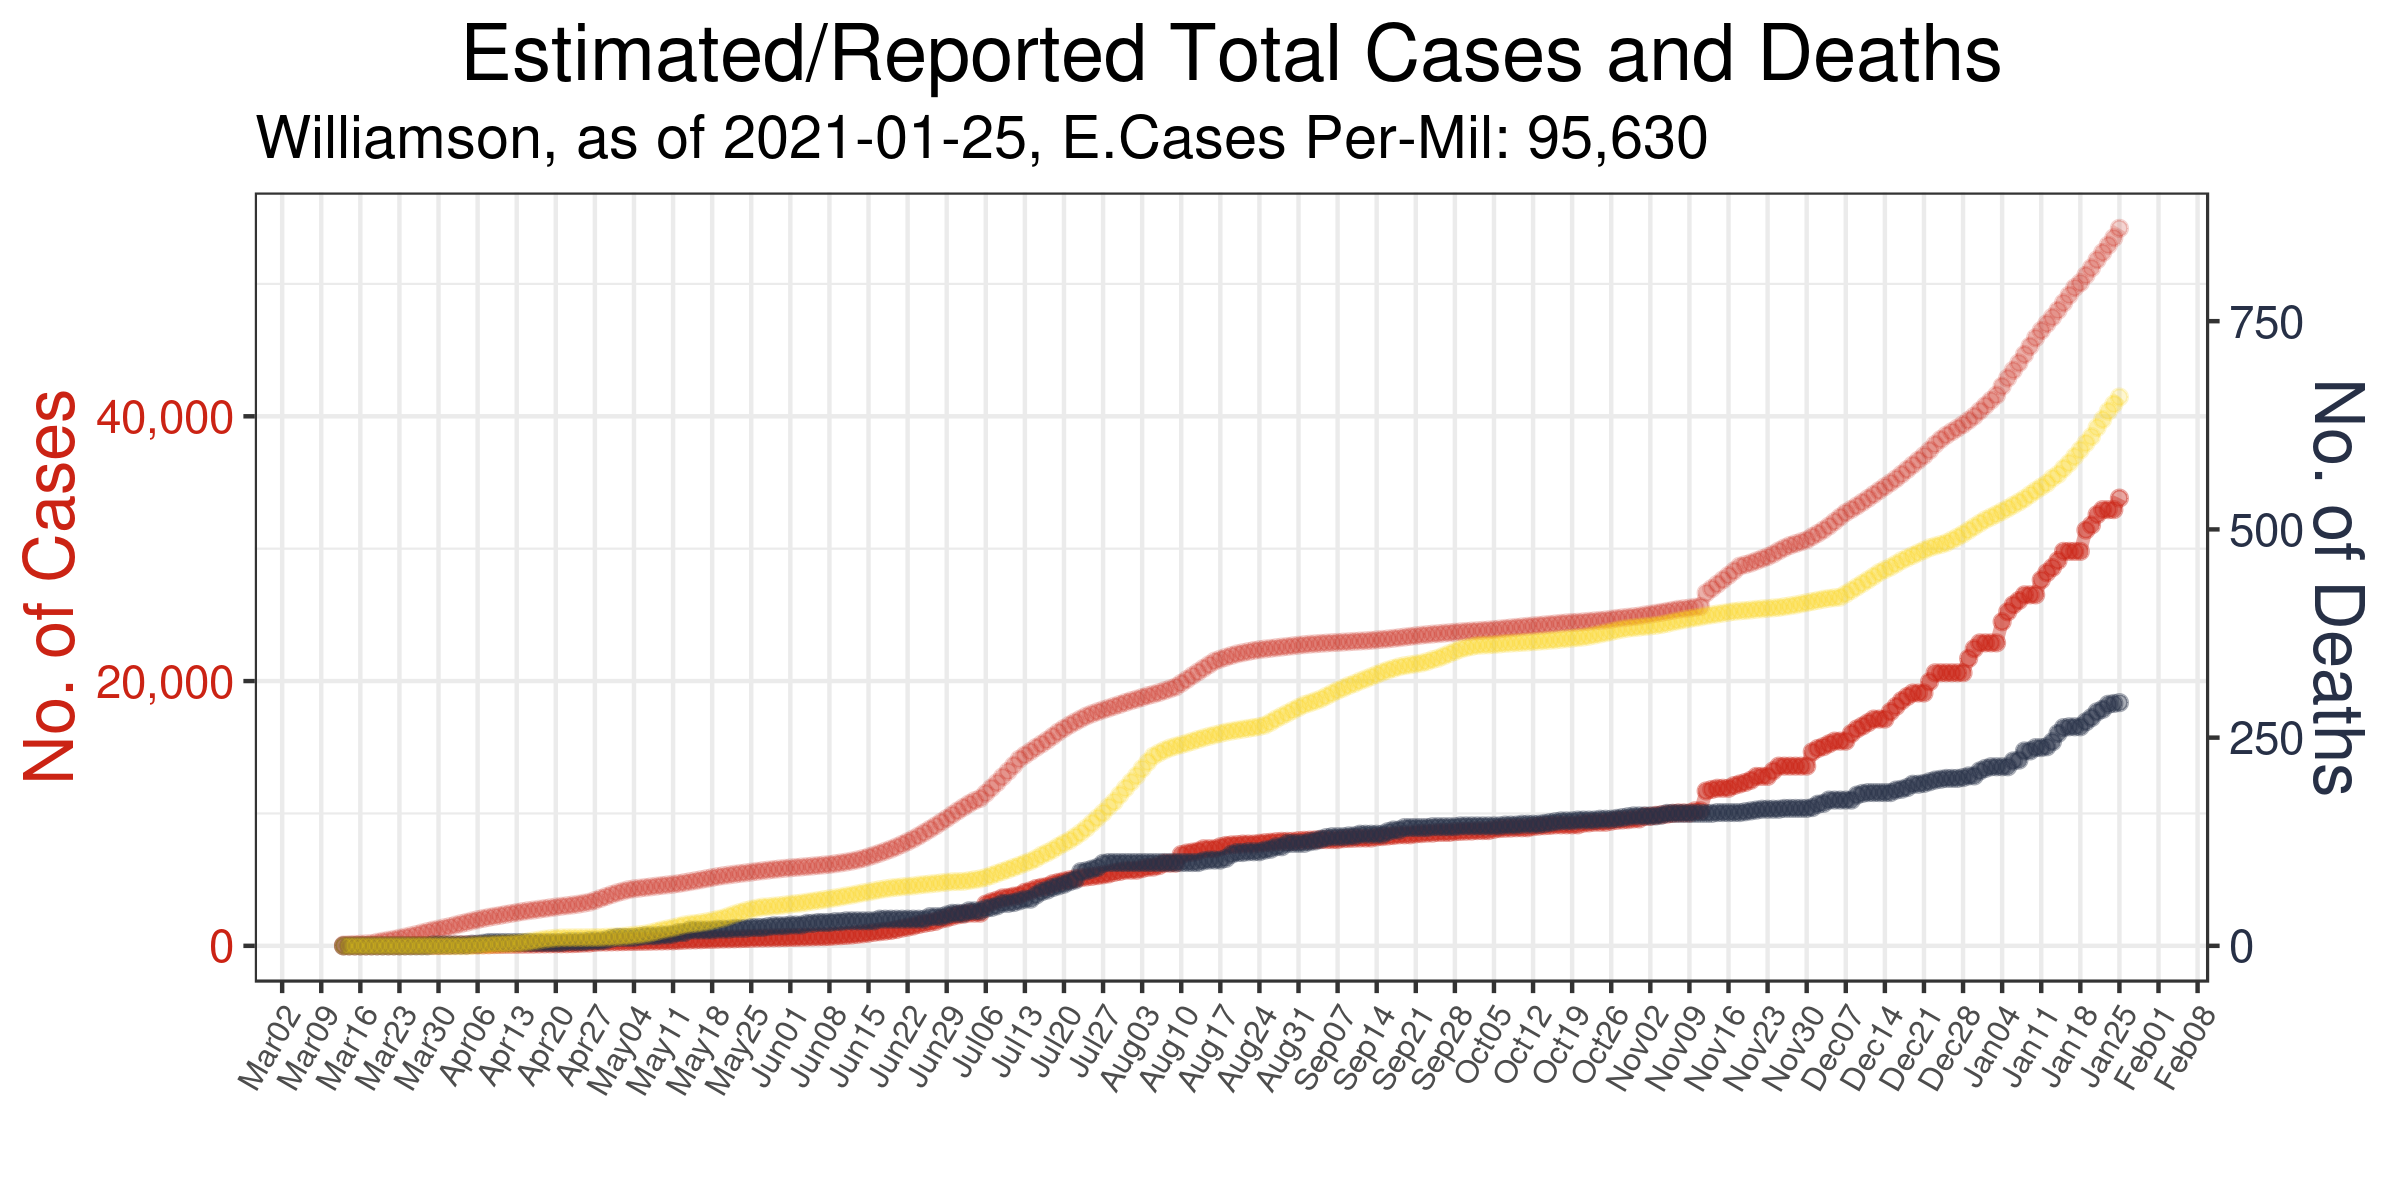 Estimated/Reported Total Cases and Deaths
Williamson, as of 2021-01-25, E.Cases Per-Mil: 95,630
No. of Cases
40,000
20,000
0
750
500
250
0
No. of Deaths
Mar02 Mar09 Mar16 Mar23 Mar30 Apr06 Apr13 Apr20 Apr27 May04 May11 May18 May25 Jun01 Jun08 Jun15 Jun22 Jun29 Jul06 Jul13 Jul20 Jul27 Aug03 Aug10 Aug17 Aug24 Aug31 Sep07 Sep14 Sep21 Sep28 Oct05 Oct12 Oct19 Oct26 Nov02 Nov09 Nov16 Nov23 Nov30 Dec07 Dec14 Dec21 Dec28 Jan04 Jan11 Jan18 Jan25 Feb01 Feb08